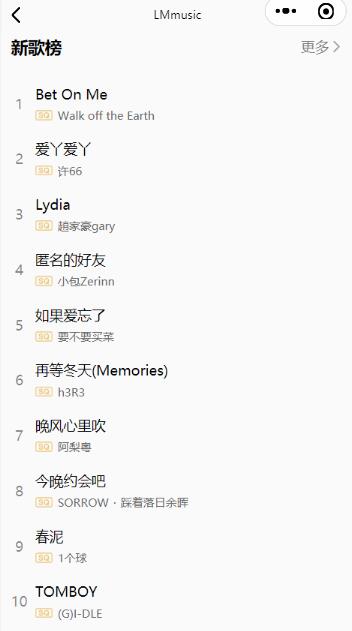 LMmusic
新歌榜 更多
1 Bet On Me
SQ Walk off the Earth
2 爱丫爱丫
SQ 许66
3 Lydia
SQ 趙家豪gary
4 匿名的好友
SQ 小包Zerinn
5 如果爱忘了
SQ 要不要买菜
6 再等冬天(Memories)
SQ h3R3
7 晚风心里吹
SQ 阿梨粤
8 今晚约会吧
SQ SORROW · 踩着落日余晖
9 春泥
SQ 1个球
10 TOMBOY
SQ (G)I-DLE